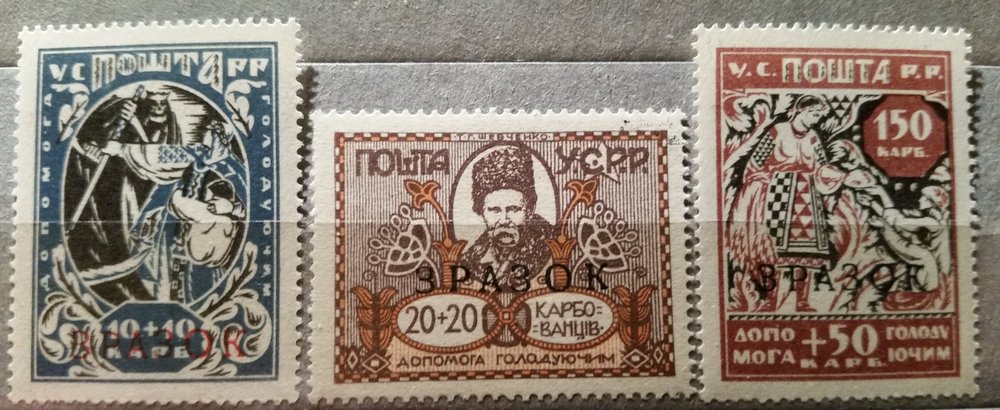 У.С ПОШТА Р.Р.
ДОПОМОГА
ГОЛОДУЮЧИМ
10+10
КАРБ.
ЗРАЗОК
Т.Г. ШЕВЧЕНКО
ПОШТА У.С.Р.Р.
ЗРАЗОК
20+20 КАРБО=
ВАНЦІВ
ДОПОМОГА ГОЛОДУЮЧИМ
У.С. ПОШТА Р.Р.
150
КАРБ.
ЗРАЗОК
ДОПО
МОГА
+50
КАРБ.
ГОЛОДУ
ЮЧИМ